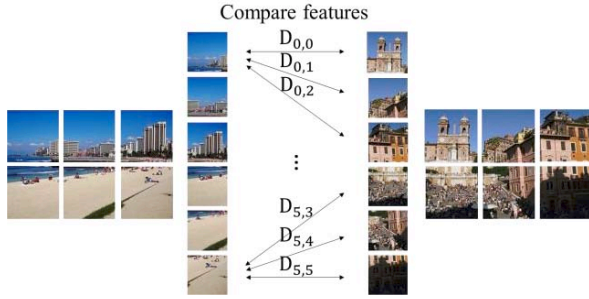 Compare features
D0,0
D0,1
D0,2
⋮
D5,3
D5,4
D5,5